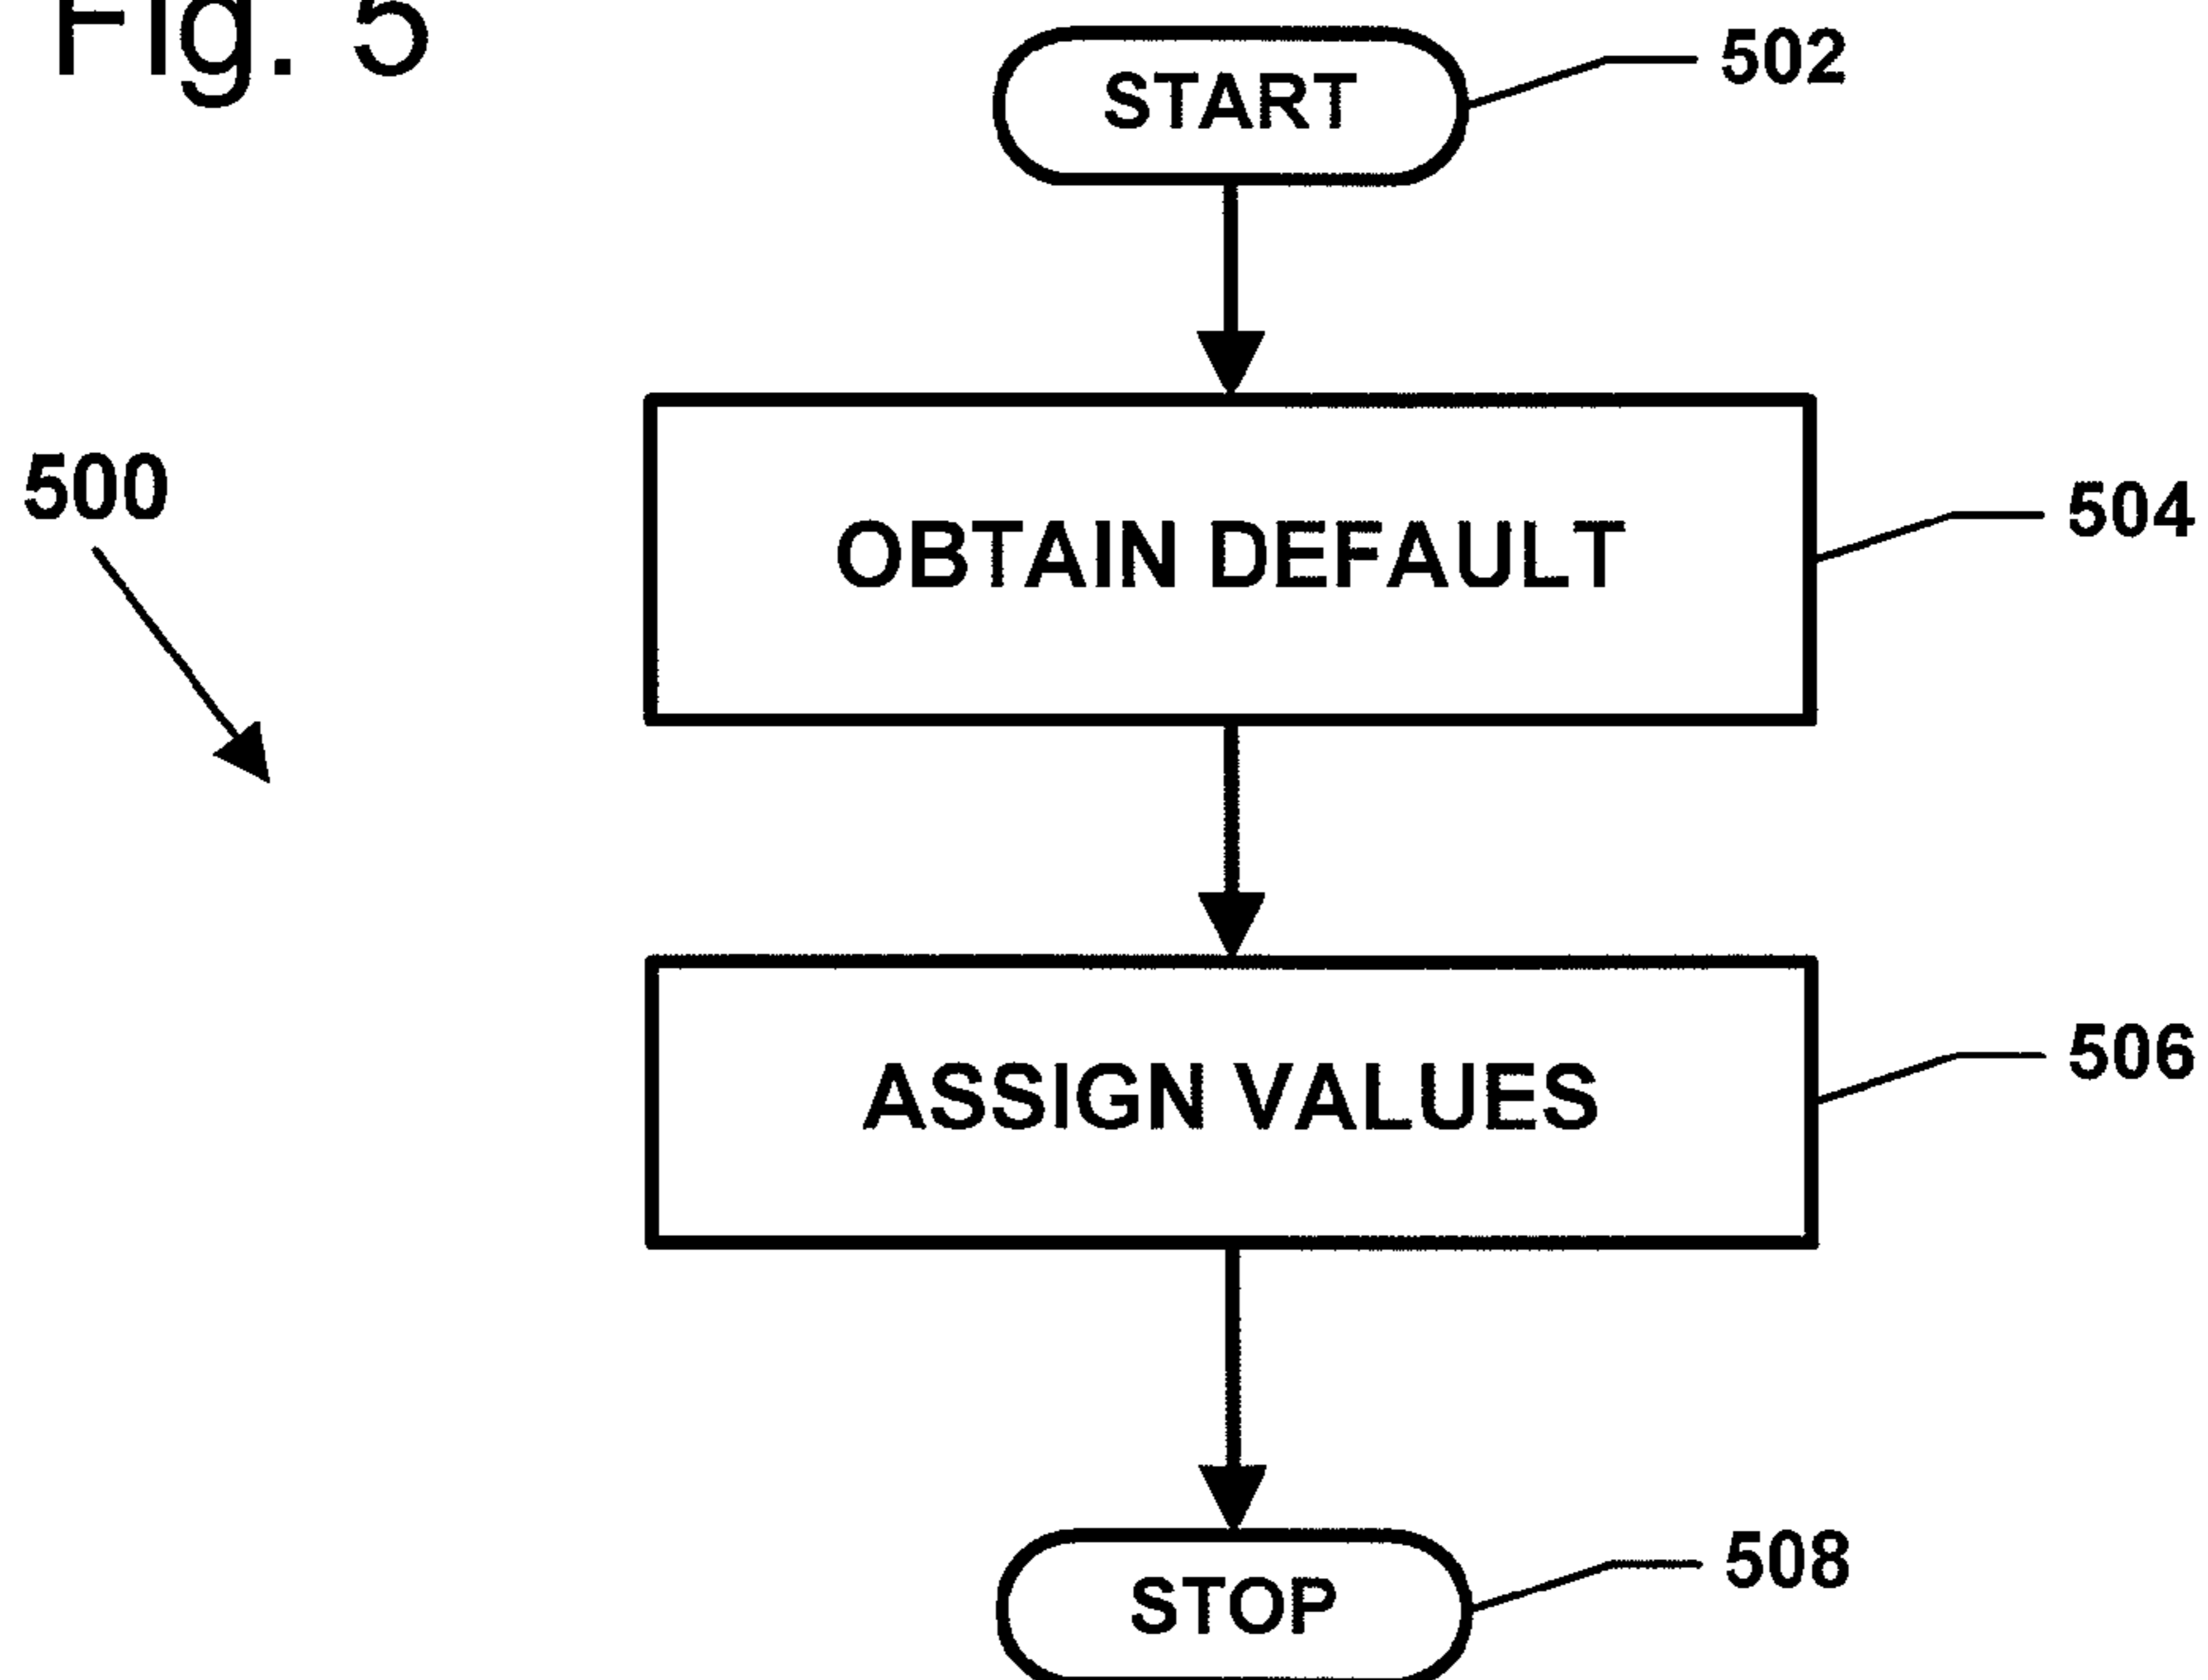 Fig. 5
START
502
500
OBTAIN DEFAULT
504
ASSIGN VALUES
506
STOP
508